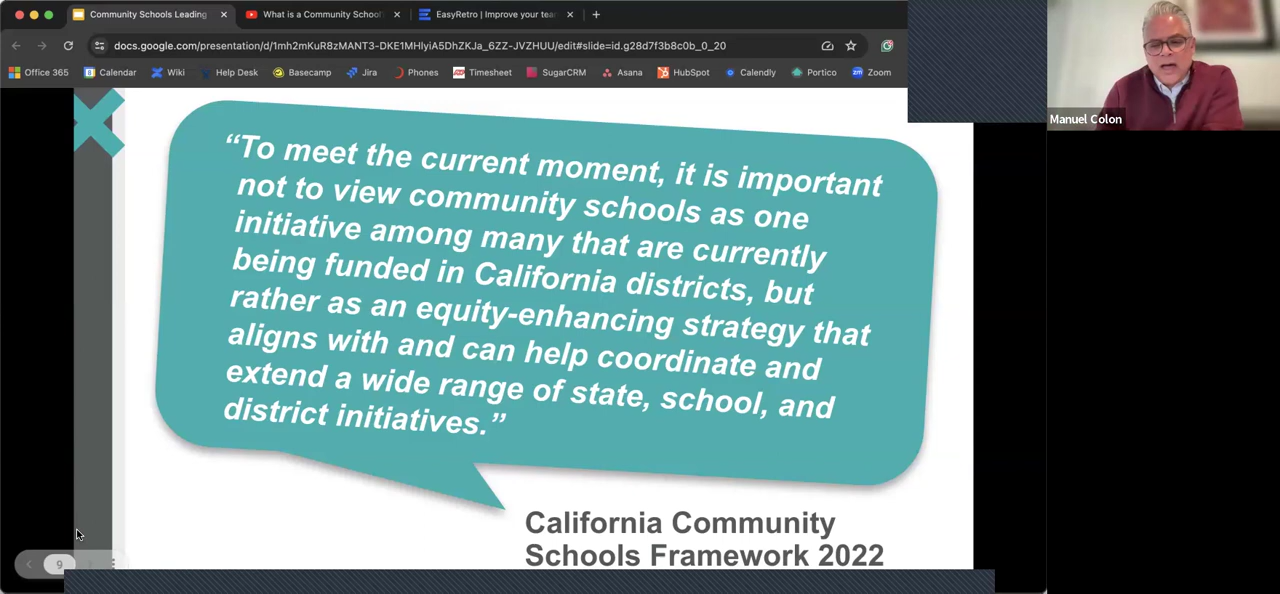 Community Schools Leading
What is a Community School
EasyRetro | Improve your tea
docs.google.com/presentation/d/1mh2mKuR8zMANT3-DKE1MHlyiA5DhZKJa_6ZZ-JVZHUU/edit#slide=id.g28d7f3b8c0b_0_20
Office 365 Calendar Wiki Help Desk Basecamp Jira Phones Timesheet SugarCRM Asana HubSpot Calendly Portico Zoom
Manuel Colon
“To meet the current moment, it is important
not to view community schools as one
initiative among many that are currently
being funded in California districts, but
rather as an equity-enhancing strategy that
aligns with and can help coordinate and
extend a wide range of state, school, and
district initiatives.”
California Community
Schools Framework 2022
9